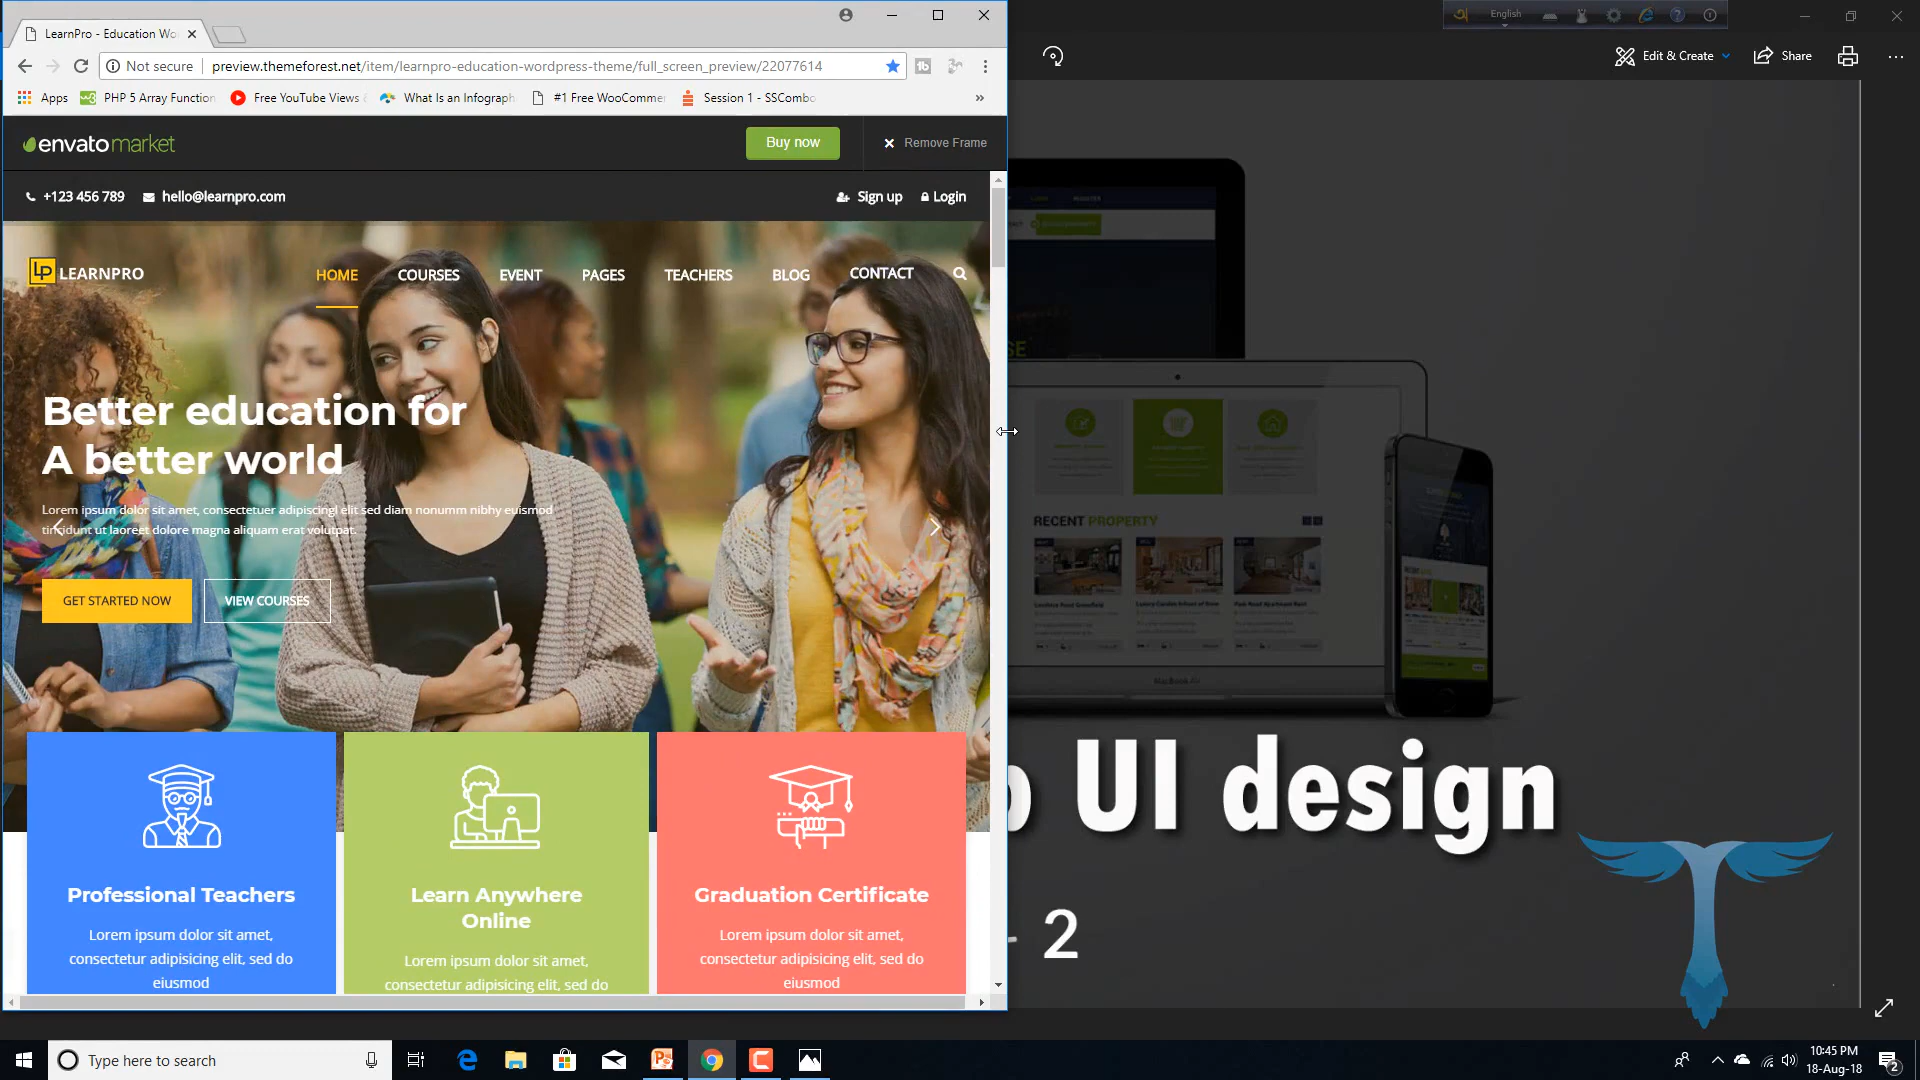 LearnPro - Education Wo
English
Not secure
preview.themeforest.net/item/learnpro-education-wordpress-theme/full_screen_preview/22077614
Edit & Create
Share
Apps
PHP 5 Array Function
Free YouTube Views
What Is an Infograph
#1 Free WooCommer
Session 1 - SSCombo
»
envatomarket
Buy now
Remove Frame
+123 456 789
hello@learnpro.com
Sign up
Login
LP LEARNPRO
HOME
COURSES
EVENT
PAGES
TEACHERS
BLOG
CONTACT
Better education for
A better world
Lorem ipsum dolor sit amet, consectetuer adipiscingl elit sed diam nonumm nibhy euismod
tincidunt ut laoreet dolore magna aliquam erat volutpat.
GET STARTED NOW
VIEW COURSES
RECENT PROPERTY
MacBook Air
UI design
- 2
Professional Teachers
Lorem ipsum dolor sit amet,
consectetur adipisicing elit, sed do
eiusmod
Learn Anywhere
Online
Lorem ipsum dolor sit amet,
consectetur adipisicing elit, sed do
Graduation Certificate
Lorem ipsum dolor sit amet,
consectetur adipisicing elit, sed do
eiusmod
Type here to search
10:45 PM
18-Aug-18
2